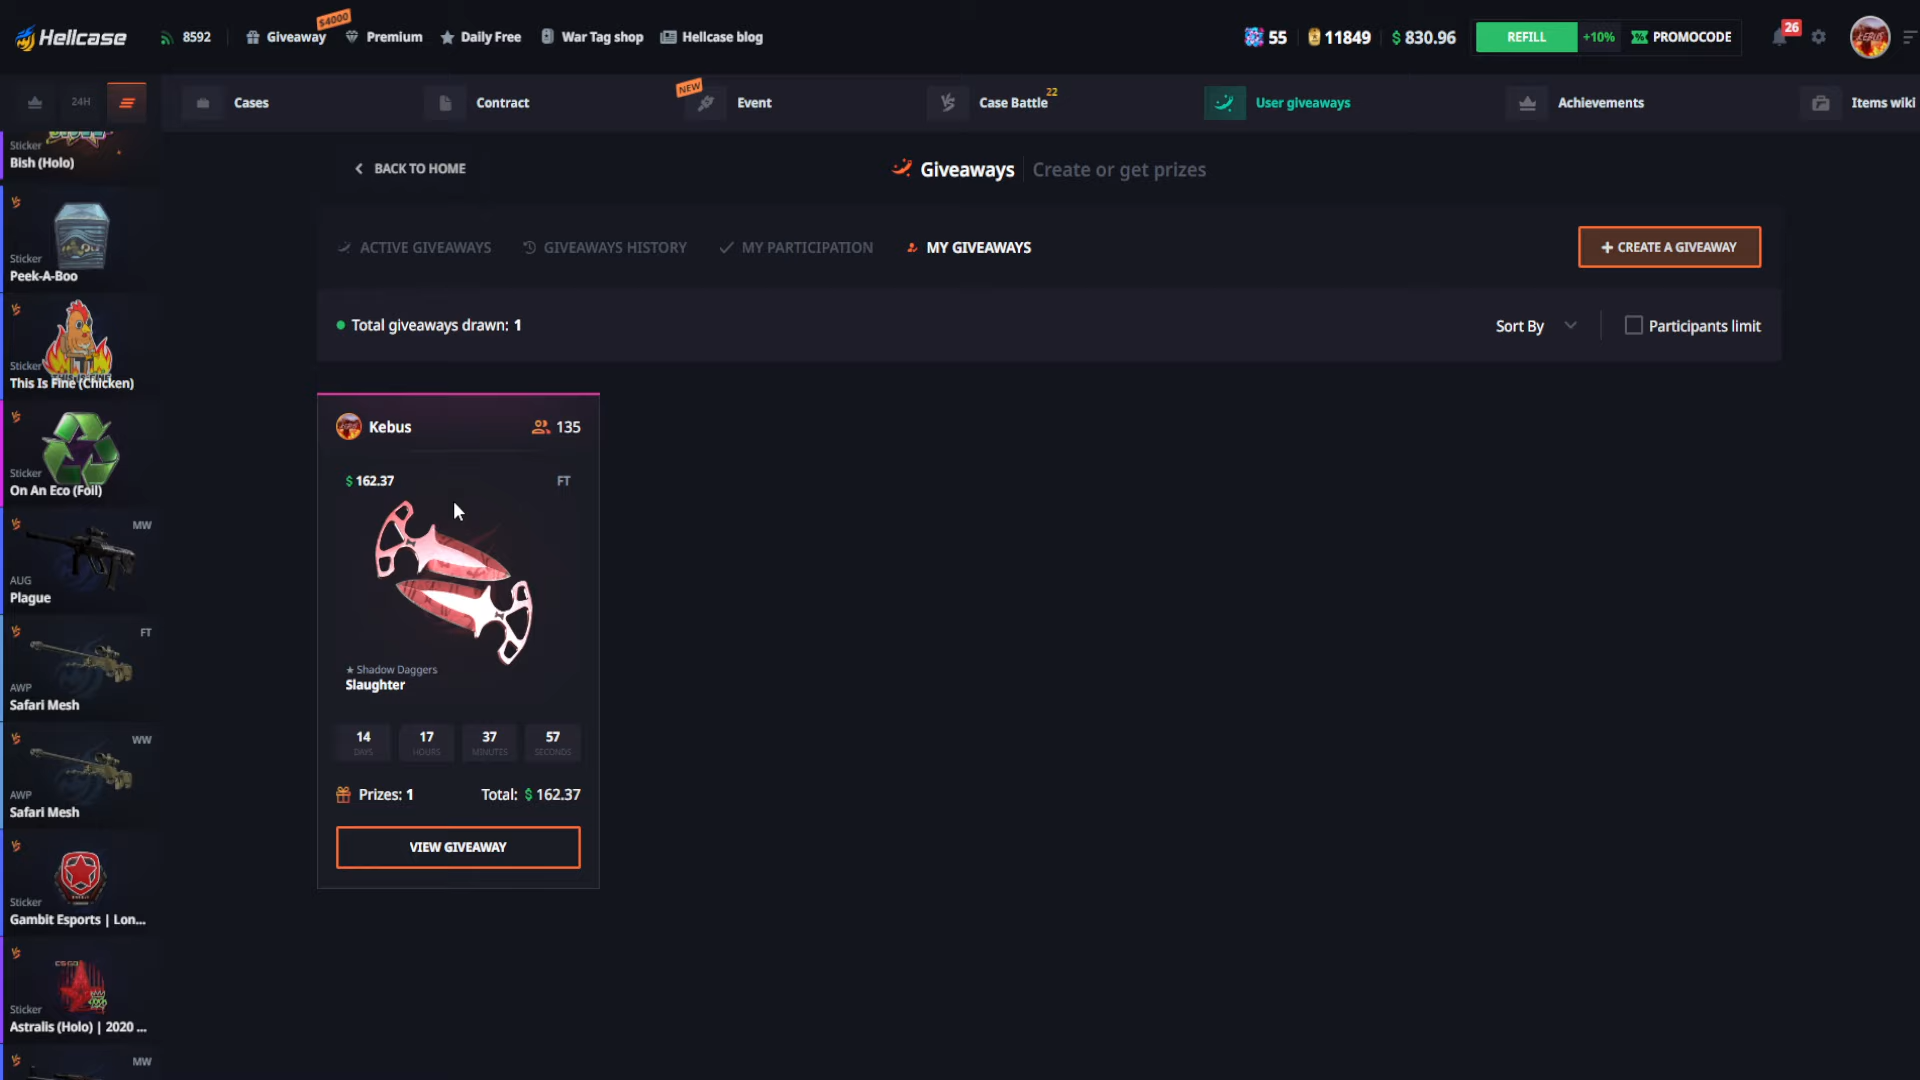 Hellcase
8592
Giveaway
$4000
Premium
Daily Free
War Tag shop
Hellcase blog
55
11849
$ 830.96
REFILL
+10%
PROMOCODE
26
24H
Cases
Contract
NEW
Event
Case Battle
22
User giveaways
Achievements
Items wiki
BACK TO HOME
Giveaways
Create or get prizes
ACTIVE GIVEAWAYS
GIVEAWAYS HISTORY
MY PARTICIPATION
MY GIVEAWAYS
+ CREATE A GIVEAWAY
Total giveaways drawn: 1
Sort By
Participants limit
Kebus
135
$ 162.37
FT
★ Shadow Daggers
Slaughter
14
DAYS
17
HOURS
37
MINUTES
57
SECONDS
Prizes: 1
Total: $ 162.37
VIEW GIVEAWAY
Sticker
Bish (Holo)
Sticker
Peek-A-Boo
Sticker
This Is Fine (Chicken)
Sticker
On An Eco (Foil)
MW
AUG
Plague
FT
AWP
Safari Mesh
WW
AWP
Safari Mesh
Sticker
Gambit Esports | Lon...
Sticker
Astralis (Holo) | 2020 ...
MW